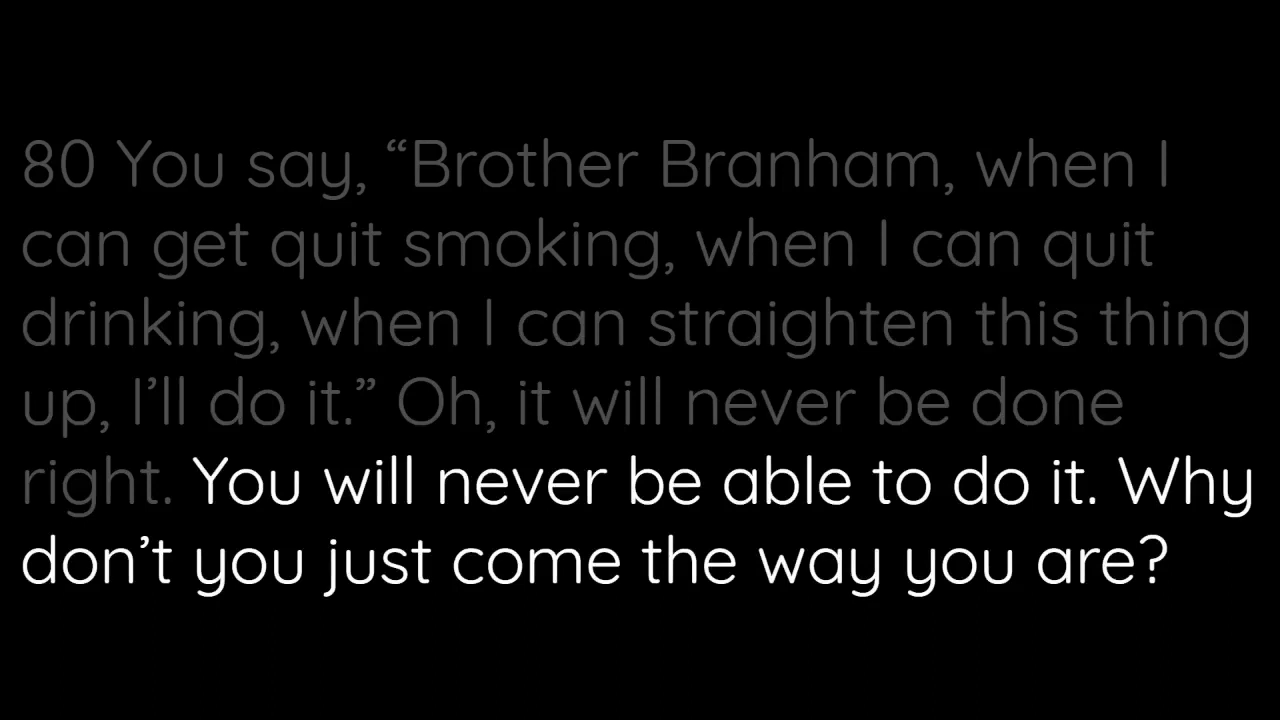 80 You say, “Brother Branham, when I
can get quit smoking, when I can quit
drinking, when I can straighten this thing
up, I’ll do it.” Oh, it will never be done
right. You will never be able to do it. Why
don’t you just come the way you are?